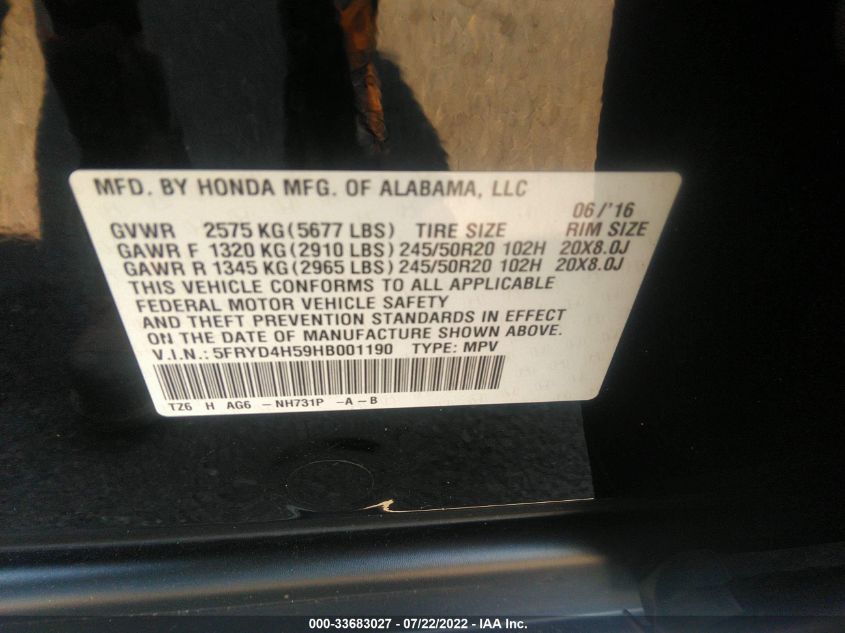 MFD. BY HONDA MFG. OF ALABAMA, LLC
06/'16
GVWR 2575 KG(5677 LBS) TIRE SIZE RIM SIZE
GAWR F 1320 KG(2910 LBS) 245/50R20 102H 20X8.0J
GAWR R 1345 KG(2965 LBS) 245/50R20 102H 20X8.0J
THIS VEHICLE CONFORMS TO ALL APPLICABLE
FEDERAL MOTOR VEHICLE SAFETY
AND THEFT PREVENTION STANDARDS IN EFFECT
ON THE DATE OF MANUFACTURE SHOWN ABOVE.
V.I.N.: 5FRYD4H59HB001190 TYPE: MPV
TZ6 H AG6 -NH731P -A-B
000-33683027 - 07/22/2022 - IAA Inc.